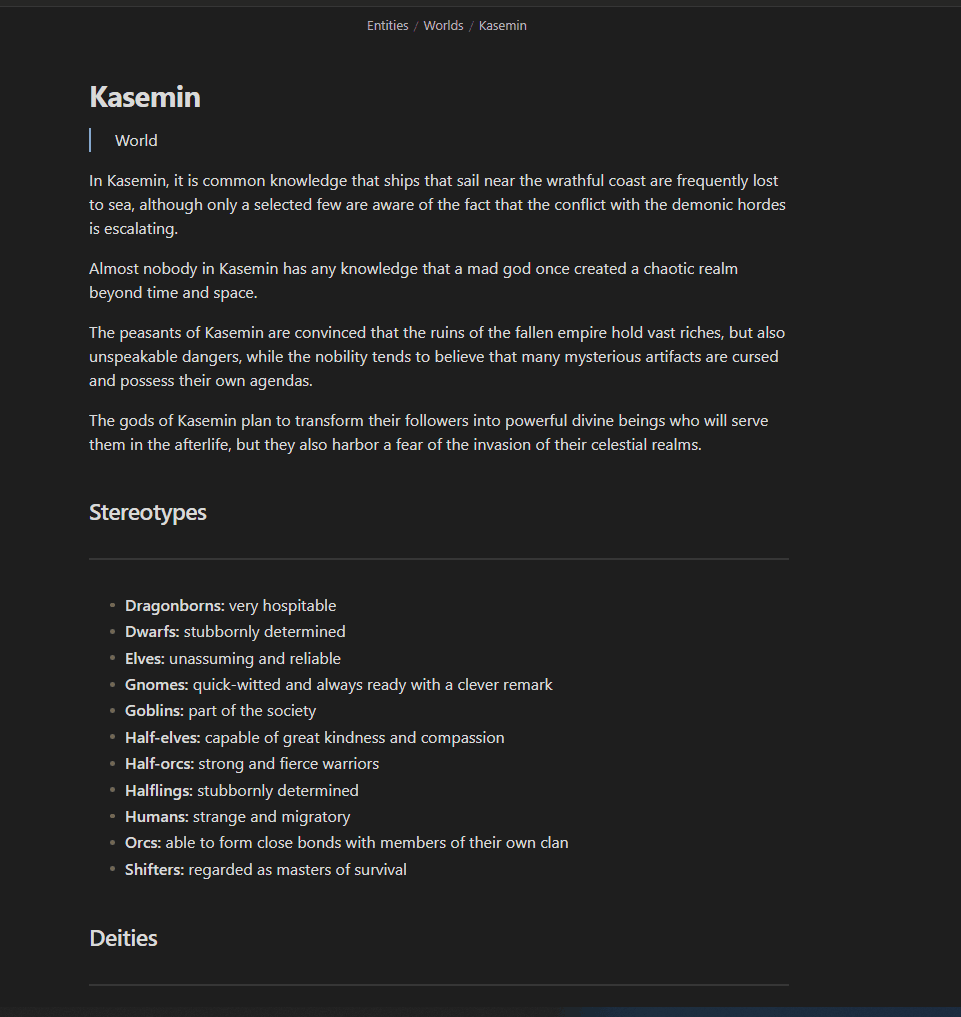 Entities / Worlds / Kasemin
Kasemin
World
In Kasemin, it is common knowledge that ships that sail near the wrathful coast are frequently lost
to sea, although only a selected few are aware of the fact that the conflict with the demonic hordes
is escalating.
Almost nobody in Kasemin has any knowledge that a mad god once created a chaotic realm
beyond time and space.
The peasants of Kasemin are convinced that the ruins of the fallen empire hold vast riches, but also
unspeakable dangers, while the nobility tends to believe that many mysterious artifacts are cursed
and possess their own agendas.
The gods of Kasemin plan to transform their followers into powerful divine beings who will serve
them in the afterlife, but they also harbor a fear of the invasion of their celestial realms.
Stereotypes
• Dragonborns: very hospitable
• Dwarfs: stubbornly determined
• Elves: unassuming and reliable
• Gnomes: quick-witted and always ready with a clever remark
• Goblins: part of the society
• Half-elves: capable of great kindness and compassion
• Half-orcs: strong and fierce warriors
• Halflings: stubbornly determined
• Humans: strange and migratory
• Orcs: able to form close bonds with members of their own clan
• Shifters: regarded as masters of survival
Deities